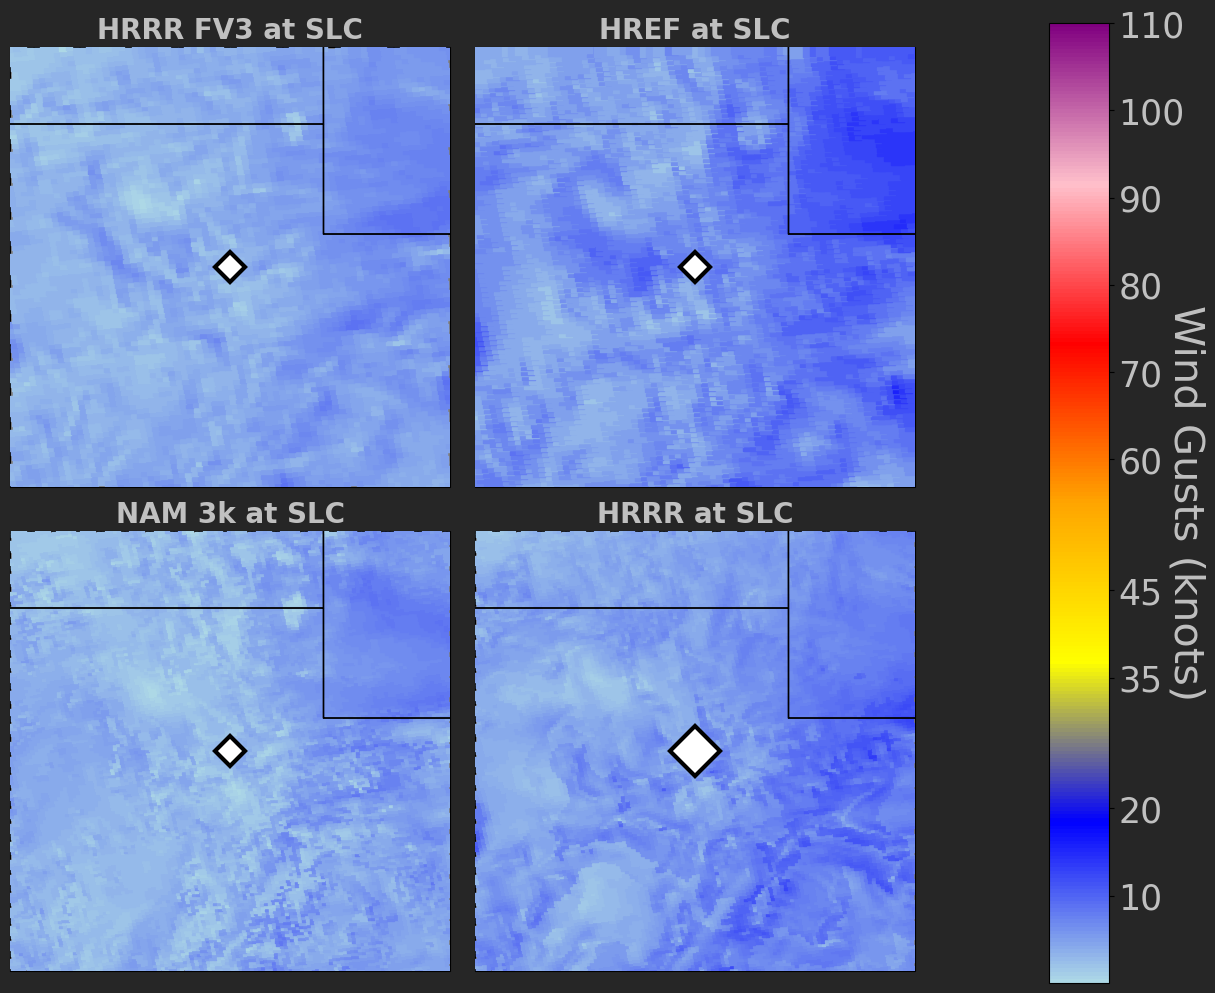 HRRR FV3 at SLC
HREF at SLC
NAM 3k at SLC
HRRR at SLC
110
100
90
80
70
60
45
35
20
10
Wind Gusts (knots)